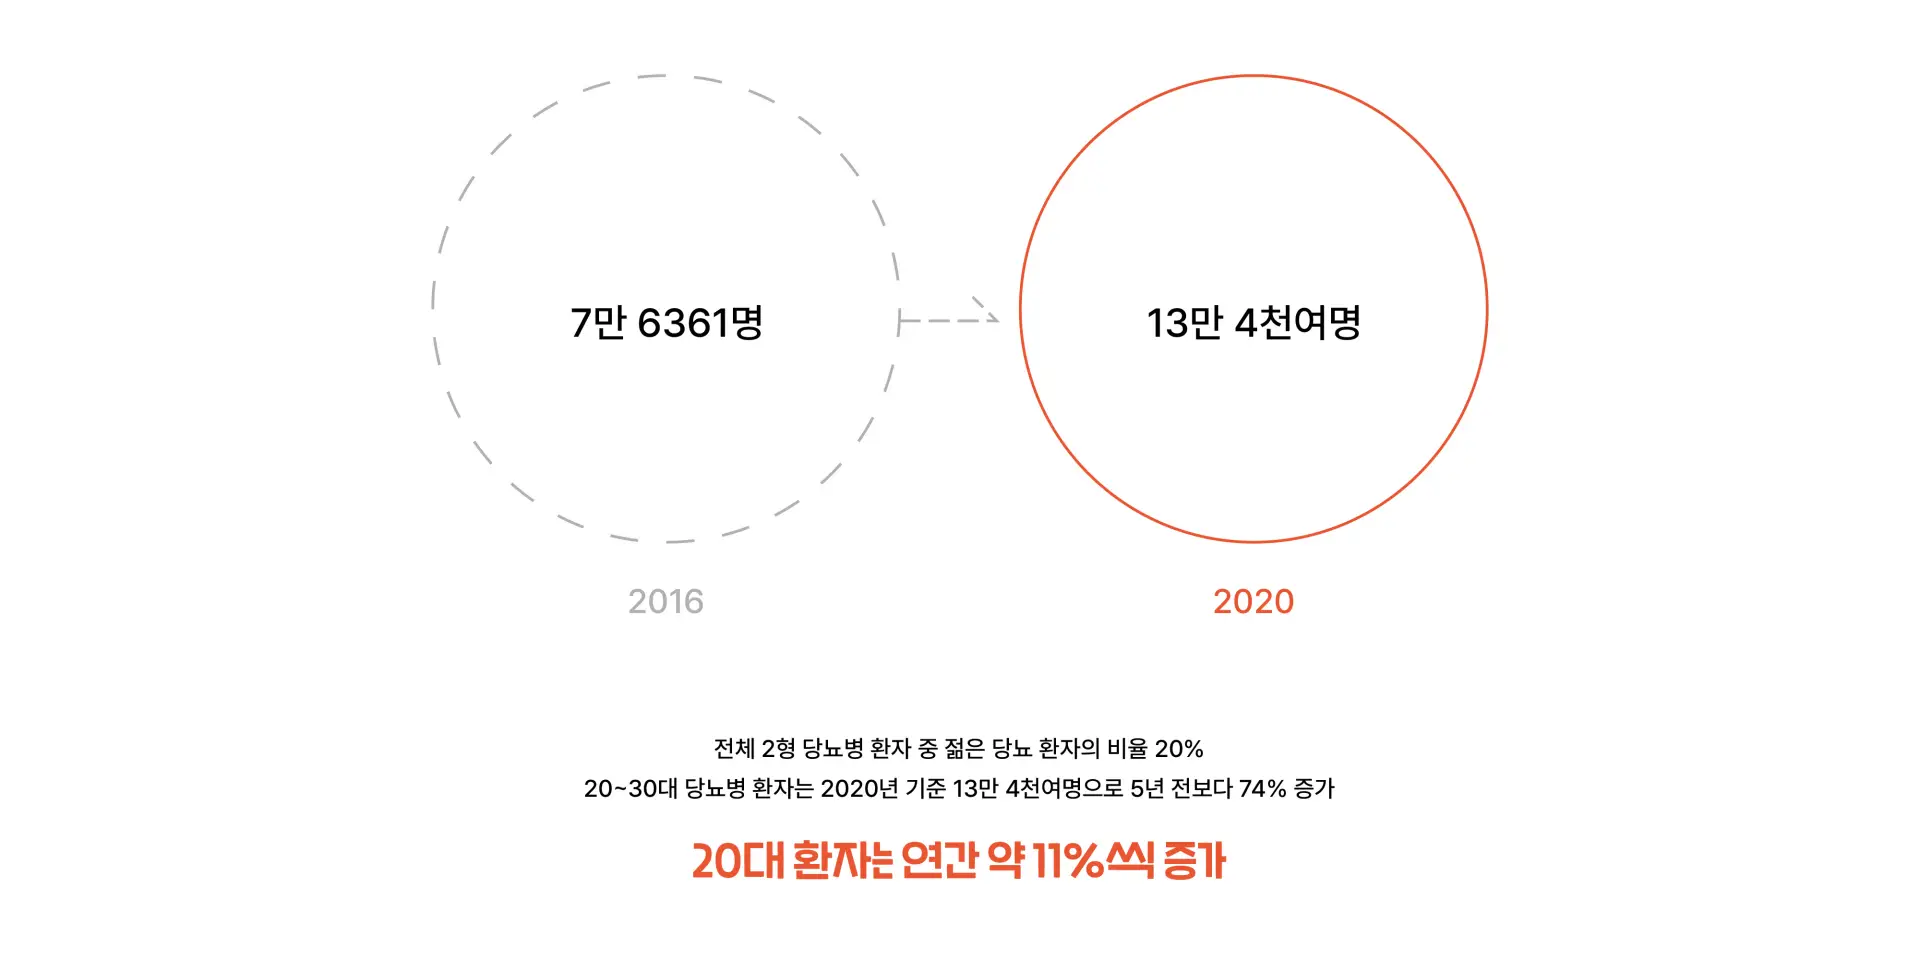 7만 6361명
13만 4천여명
2016
2020
전체 2형 당뇨병 환자 중 젊은 당뇨 환자의 비율 20%
20~30대 당뇨병 환자는 2020년 기준 13만 4천여명으로 5년 전보다 74% 증가
20대 환자는 연간 약 11%씩 증가